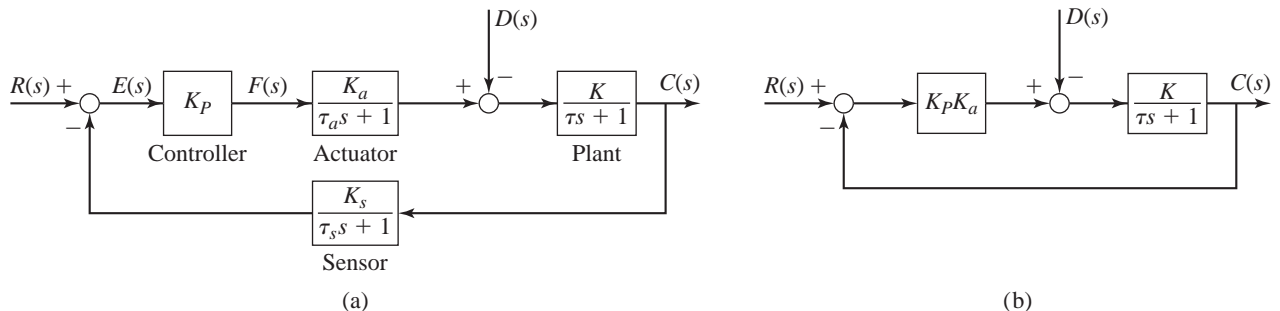 D(s)
R(s) +
E(s)
K_P
F(s)
K_a
τ_a s + 1
+
−
K
τs + 1
C(s)
−
Controller
Actuator
Plant
K_s
τ_s s + 1
Sensor
(a)
D(s)
R(s) +
K_P K_a
+
−
K
τs + 1
C(s)
−
(b)